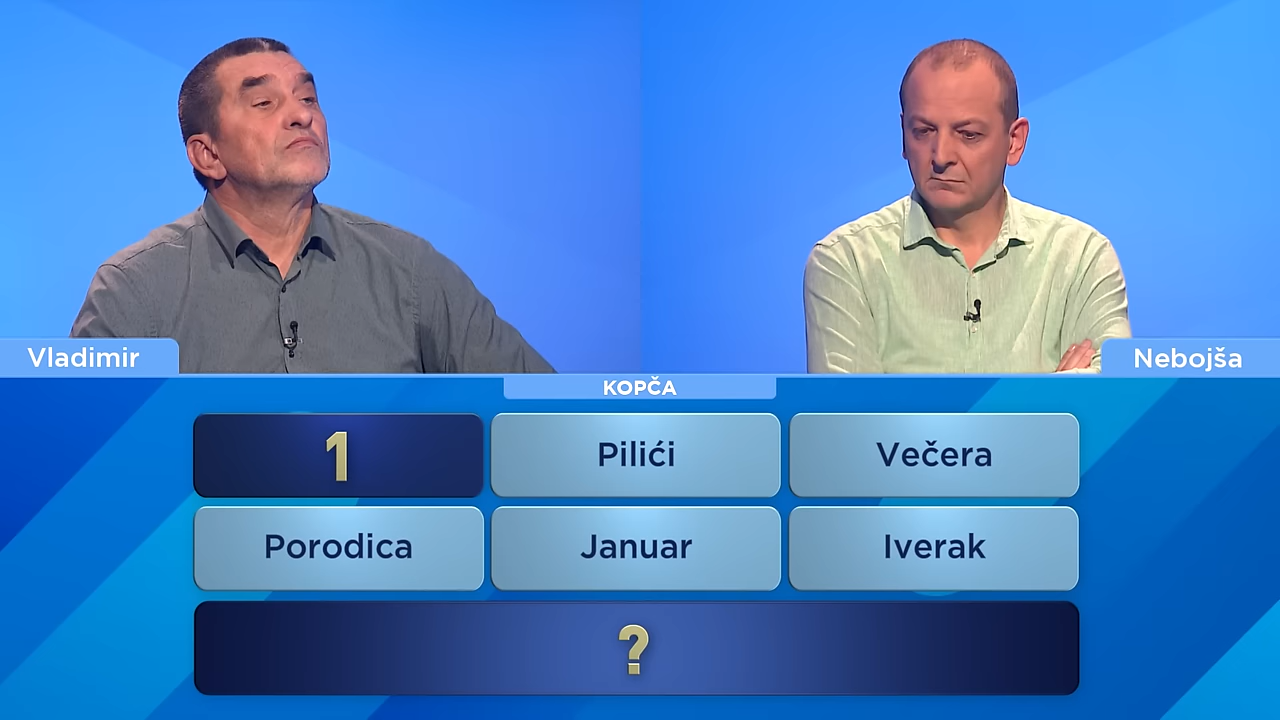 Vladimir
Nebojša
KOPČA
1
Pilići
Večera
Porodica
Januar
Iverak
?